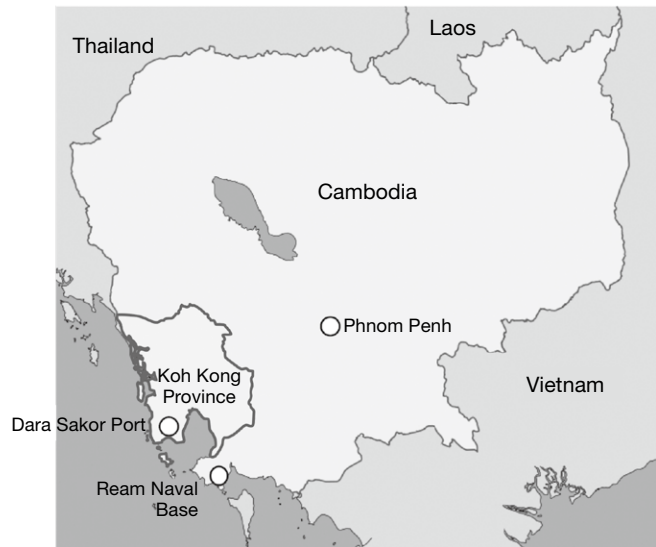 Laos
Thailand
Cambodia
Phnom Penh
Koh Kong
Province
Vietnam
Dara Sakor Port
Ream Naval
Base